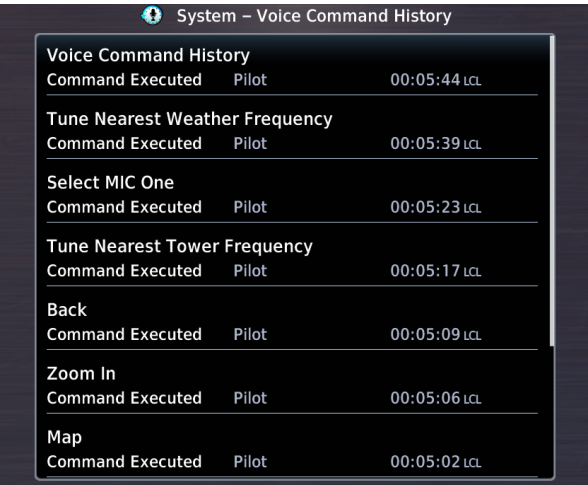 System – Voice Command History
Voice Command History
Command Executed Pilot 00:05:44 LCL
Tune Nearest Weather Frequency
Command Executed Pilot 00:05:39 LCL
Select MIC One
Command Executed Pilot 00:05:23 LCL
Tune Nearest Tower Frequency
Command Executed Pilot 00:05:17 LCL
Back
Command Executed Pilot 00:05:09 LCL
Zoom In
Command Executed Pilot 00:05:06 LCL
Map
Command Executed Pilot 00:05:02 LCL